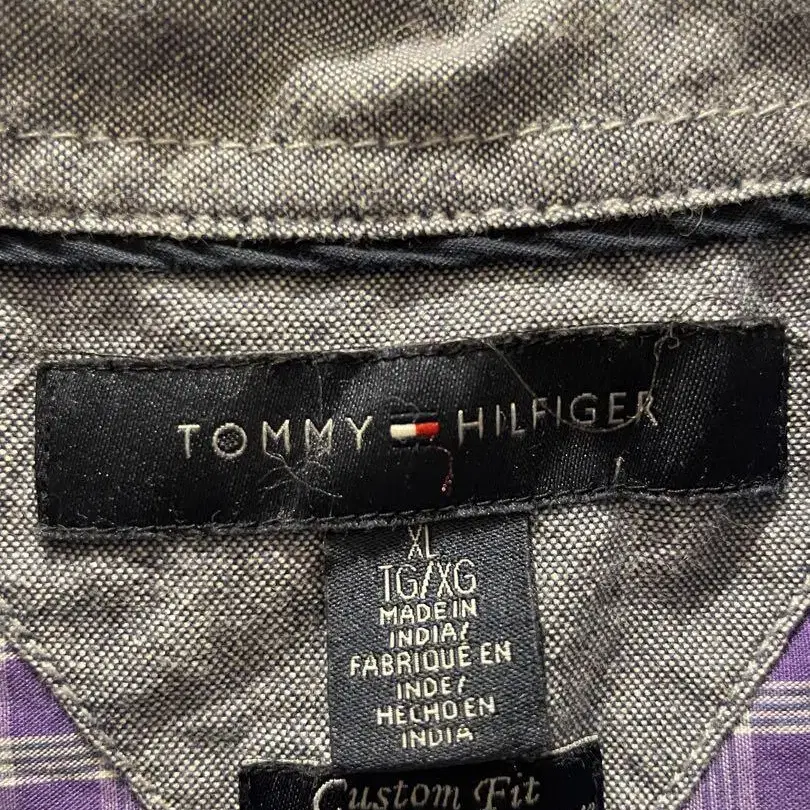 TOMMY HILFIGER
XL
TG/XG
MADE IN
INDIA/
FABRIQUÉ EN
INDE/
HECHO EN
INDIA
Custom Fit